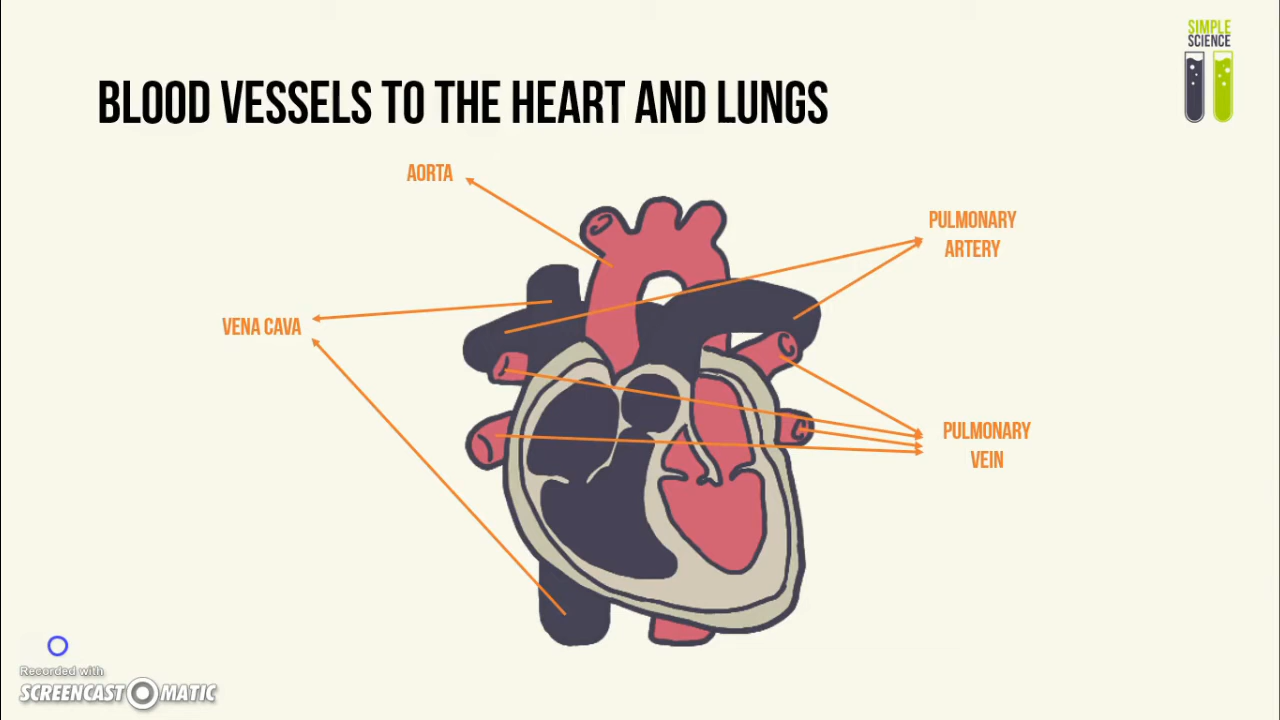 SIMPLE
SCIENCE
BLOOD VESSELS TO THE HEART AND LUNGS
AORTA
PULMONARY
ARTERY
VENA CAVA
PULMONARY
VEIN
Recorded with
SCREENCAST O MATIC